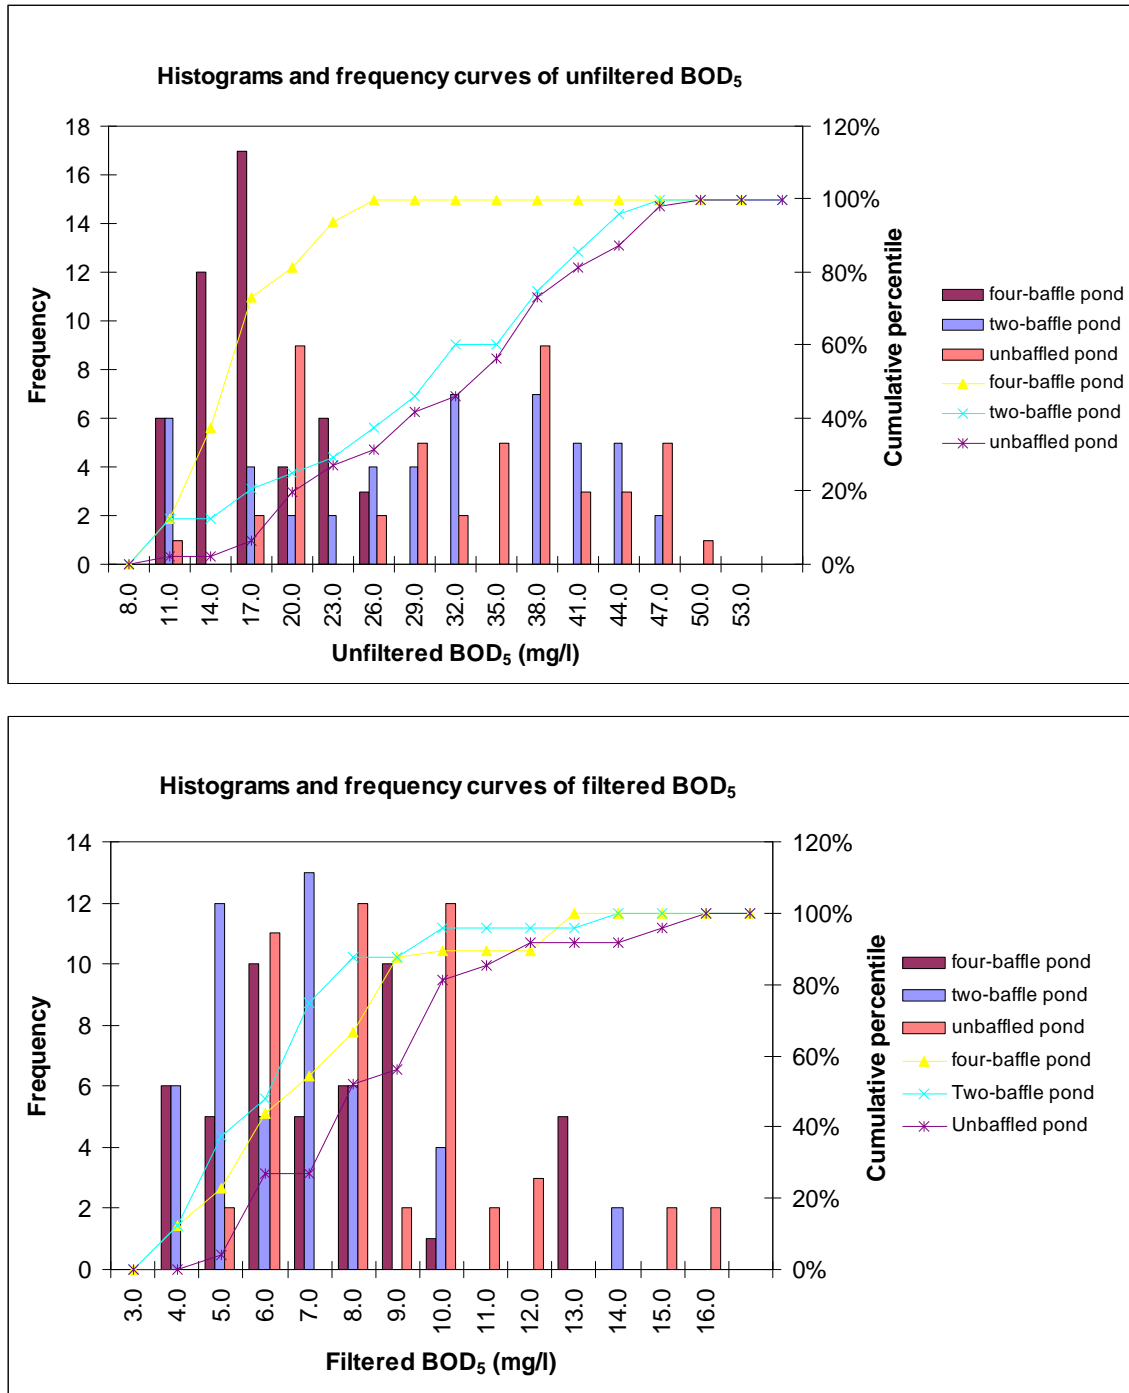 Histograms and frequency curves of unfiltered BOD₅
18
16
14
12
10
8
6
4
2
0
120%
100%
80%
60%
40%
20%
0%
Frequency
Cumulative percentile
four-baffle pond
two-baffle pond
unbaffled pond
four-baffle pond
two-baffle pond
unbaffled pond
8.0 11.0 14.0 17.0 20.0 23.0 26.0 29.0 32.0 35.0 38.0 41.0 44.0 47.0 50.0 53.0
Unfiltered BOD₅ (mg/l)
Histograms and frequency curves of filtered BOD₅
14
12
10
8
6
4
2
0
120%
100%
80%
60%
40%
20%
0%
Frequency
Cumulative percentile
four-baffle pond
two-baffle pond
unbaffled pond
four-baffle pond
Two-baffle pond
Unbaffled pond
3.0 4.0 5.0 6.0 7.0 8.0 9.0 10.0 11.0 12.0 13.0 14.0 15.0 16.0
Filtered BOD₅ (mg/l)